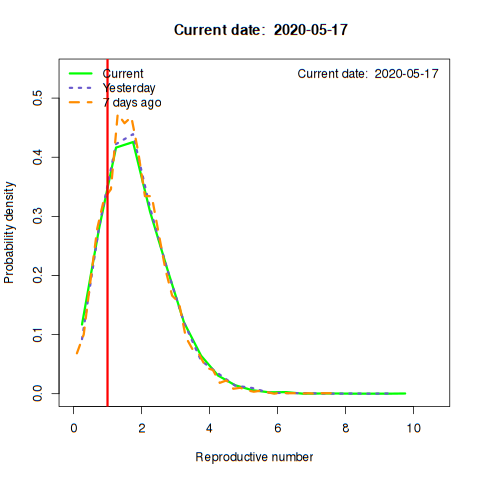 Current date:  2020-05-17
Current
Current date:  2020-05-17
Yesterday
7 days ago
Probability density
0.5
0.4
0.3
0.2
0.1
0.0
0
2
4
6
8
10
Reproductive number